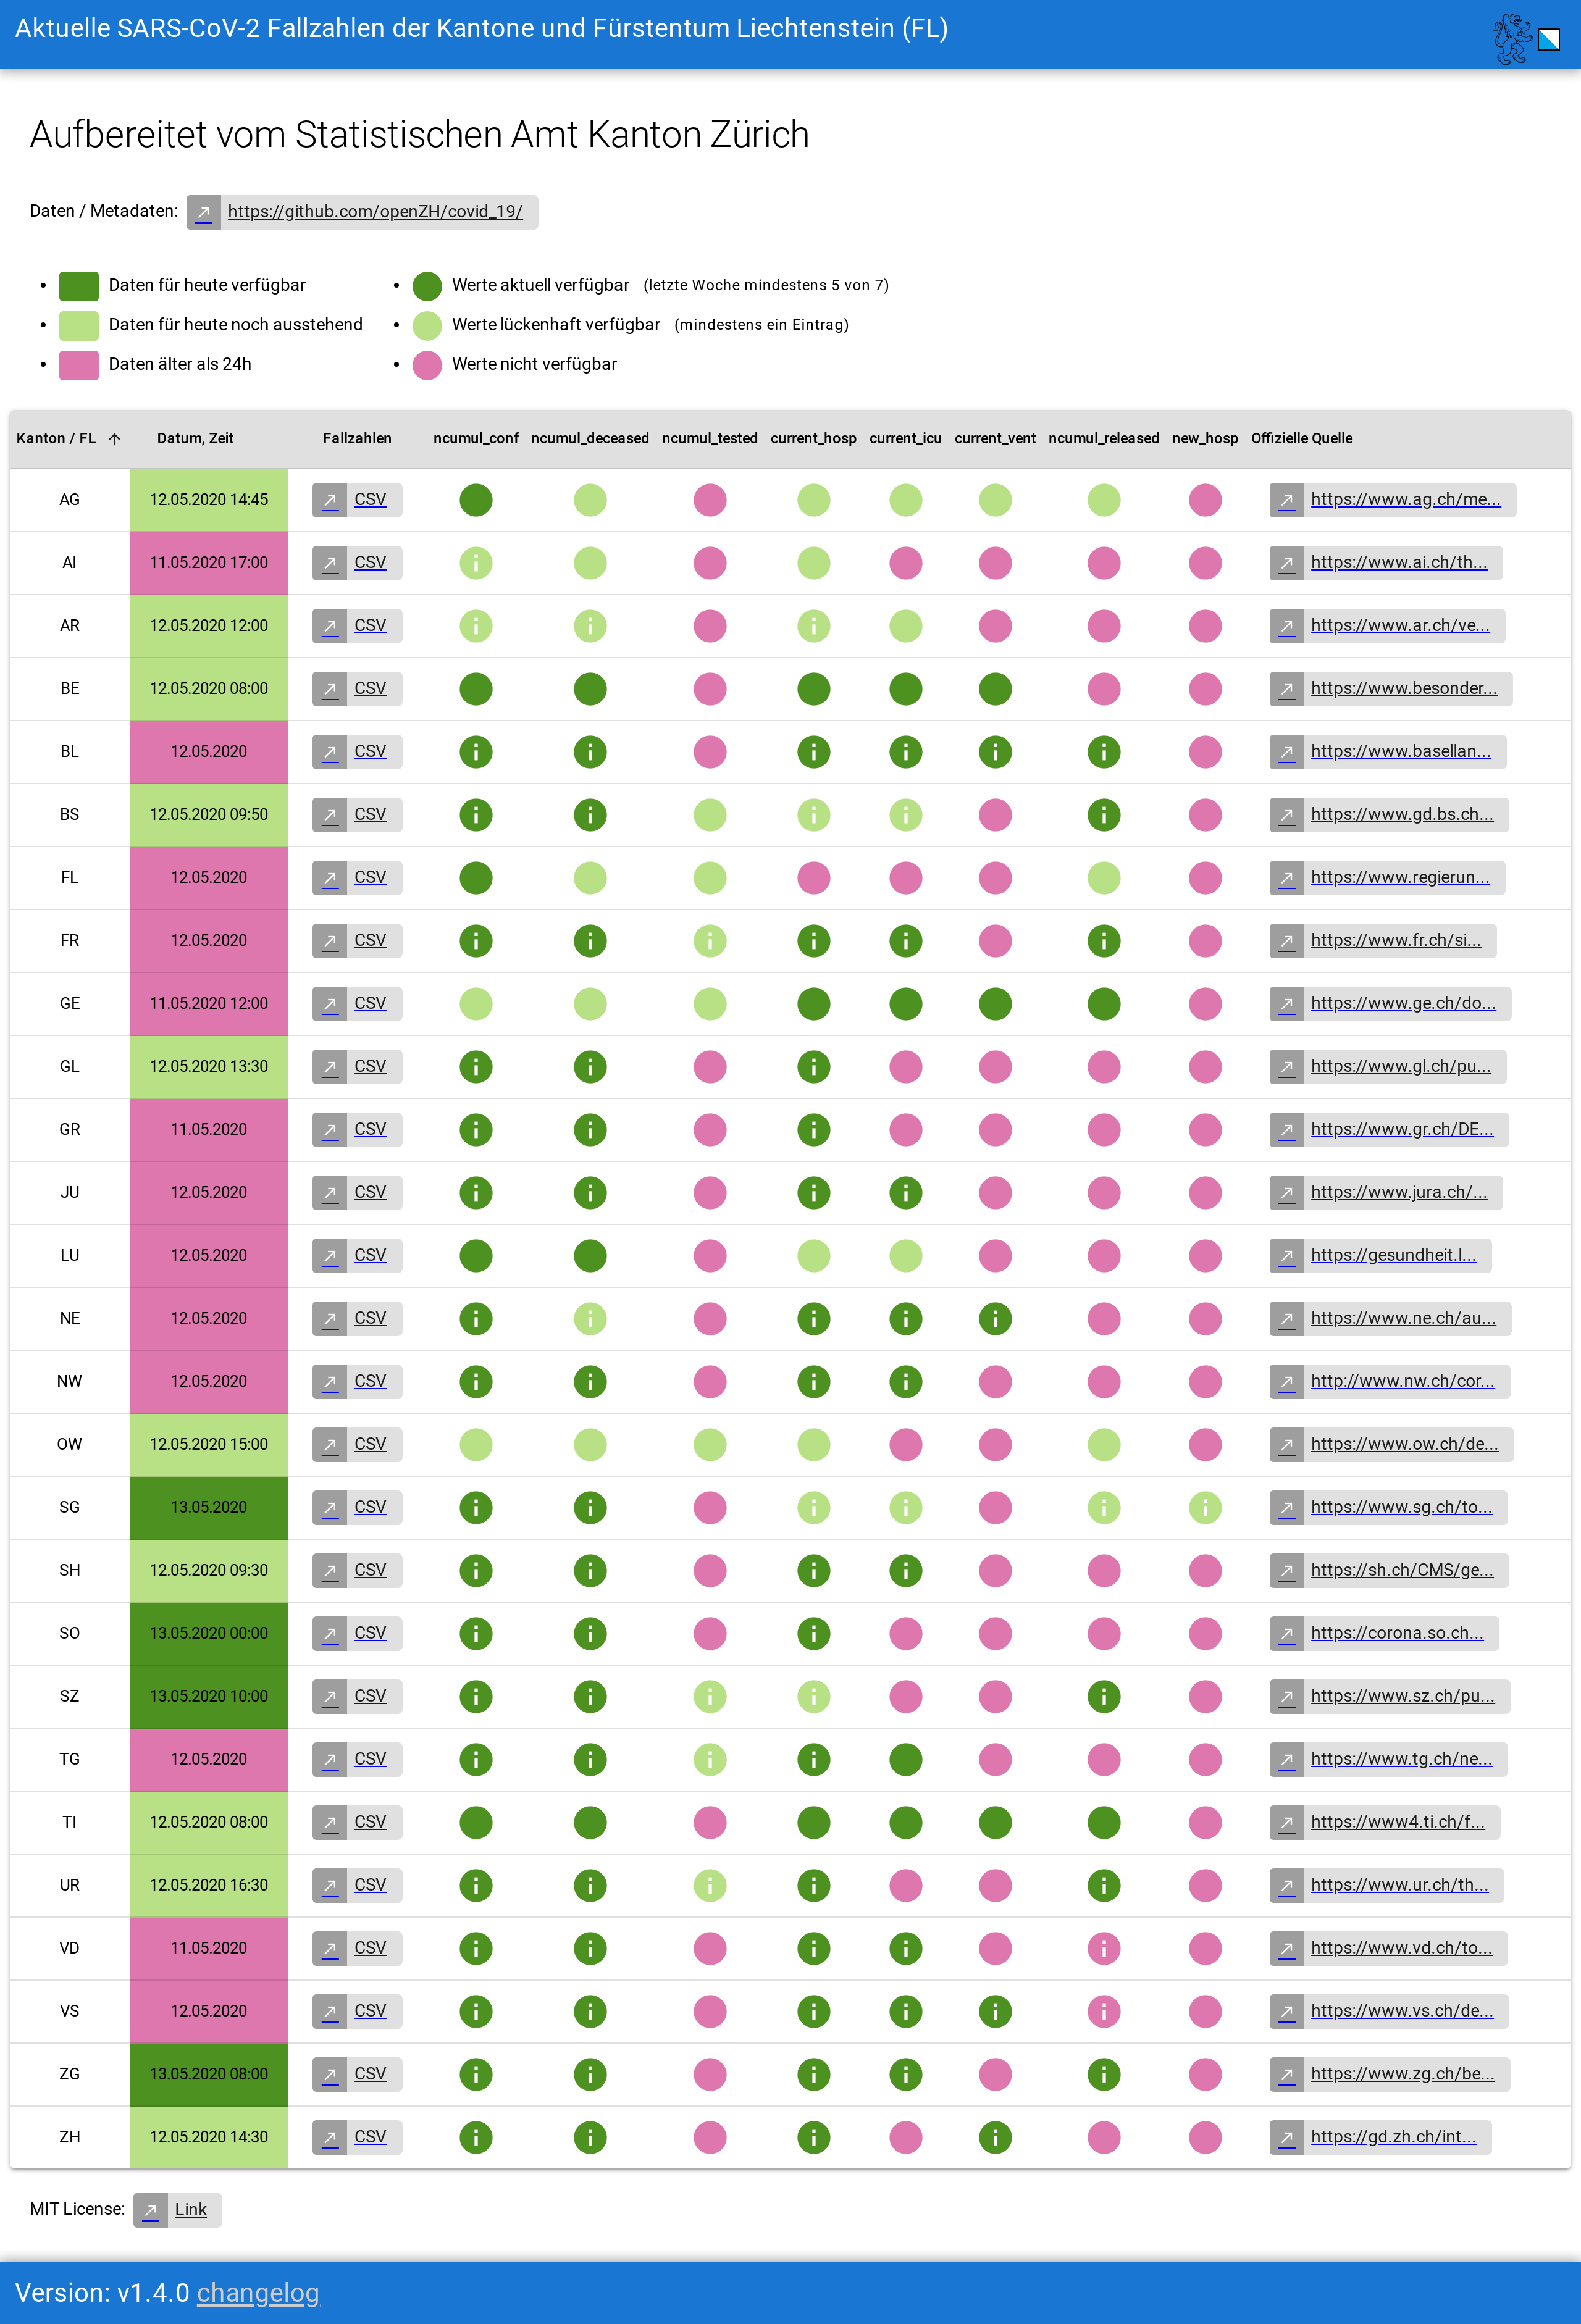 Aktuelle SARS-CoV-2 Fallzahlen der Kantone und Fürstentum Liechtenstein (FL)
Aufbereitet vom Statistischen Amt Kanton Zürich
Daten / Metadaten: https://github.com/openZH/covid_19/
Daten für heute verfügbar
Daten für heute noch ausstehend
Daten älter als 24h
Werte aktuell verfügbar (letzte Woche mindestens 5 von 7)
Werte lückenhaft verfügbar (mindestens ein Eintrag)
Werte nicht verfügbar
Kanton / FL Datum, Zeit Fallzahlen ncumul_conf ncumul_deceased ncumul_tested current_hosp current_icu current_vent ncumul_released new_hosp Offizielle Quelle
AG 12.05.2020 14:45 CSV https://www.ag.ch/me...
AI 11.05.2020 17:00 CSV https://www.ai.ch/th...
AR 12.05.2020 12:00 CSV https://www.ar.ch/ve...
BE 12.05.2020 08:00 CSV https://www.besonder...
BL 12.05.2020 CSV https://www.basellan...
BS 12.05.2020 09:50 CSV https://www.gd.bs.ch...
FL 12.05.2020 CSV https://www.regierun...
FR 12.05.2020 CSV https://www.fr.ch/si...
GE 11.05.2020 12:00 CSV https://www.ge.ch/do...
GL 12.05.2020 13:30 CSV https://www.gl.ch/pu...
GR 11.05.2020 CSV https://www.gr.ch/DE...
JU 12.05.2020 CSV https://www.jura.ch/...
LU 12.05.2020 CSV https://gesundheit.l...
NE 12.05.2020 CSV https://www.ne.ch/au...
NW 12.05.2020 CSV http://www.nw.ch/cor...
OW 12.05.2020 15:00 CSV https://www.ow.ch/de...
SG 13.05.2020 CSV https://www.sg.ch/to...
SH 12.05.2020 09:30 CSV https://sh.ch/CMS/ge...
SO 13.05.2020 00:00 CSV https://corona.so.ch...
SZ 13.05.2020 10:00 CSV https://www.sz.ch/pu...
TG 12.05.2020 CSV https://www.tg.ch/ne...
TI 12.05.2020 08:00 CSV https://www4.ti.ch/f...
UR 12.05.2020 16:30 CSV https://www.ur.ch/th...
VD 11.05.2020 CSV https://www.vd.ch/to...
VS 12.05.2020 CSV https://www.vs.ch/de...
ZG 13.05.2020 08:00 CSV https://www.zg.ch/be...
ZH 12.05.2020 14:30 CSV https://gd.zh.ch/int...
MIT License: Link
Version: v1.4.0 changelog